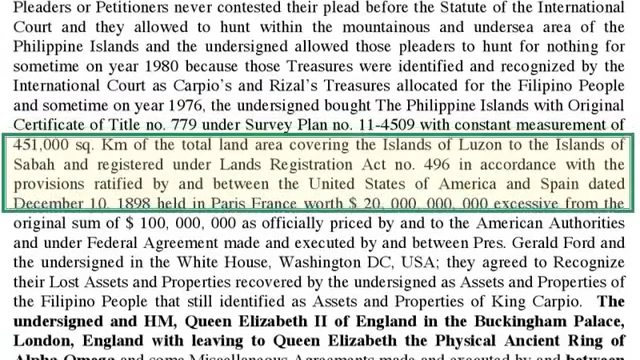 Pleaders or Petitioners never contested their plead before the Statute of the International
Court and they allowed to hunt within the mountainous and undersea area of the
Philippine Islands and the undersigned allowed those pleaders to hunt for nothing for
sometime on year 1980 because those Treasures were identified and recognized by the
International Court as Carpio's and Rizal's Treasures allocated for the Filipino People
and sometime on year 1976, the undersigned bought The Philippine Islands with Original
Certificate of Title no. 779 under Survey Plan no. 11-4509 with constant measurement of
451,000 sq. Km of the total land area covering the Islands of Luzon to the Islands of
Sabah and registered under Lands Registration Act no. 496 in accordance with the
provisions ratified by and between the United States of America and Spain dated
December 10, 1898 held in Paris France worth $ 20, 000, 000, 000 excessive from the
original sum of $ 100, 000, 000 as officially priced by and to the American Authorities
and under Federal Agreement made and executed by and between Pres. Gerald Ford and
the undersigned in the White House, Washington DC, USA; they agreed to Recognize
their Lost Assets and Properties recovered by the undersigned as Assets and Properties of
the Filipino People that still identified as Assets and Properties of King Carpio. The
undersigned and HM, Queen Elizabeth II of England in the Buckingham Palace,
London, England with leaving to Queen Elizabeth the Physical Ancient Ring of
Alpha Omega and some Miscellaneous Agreements made and executed by and between